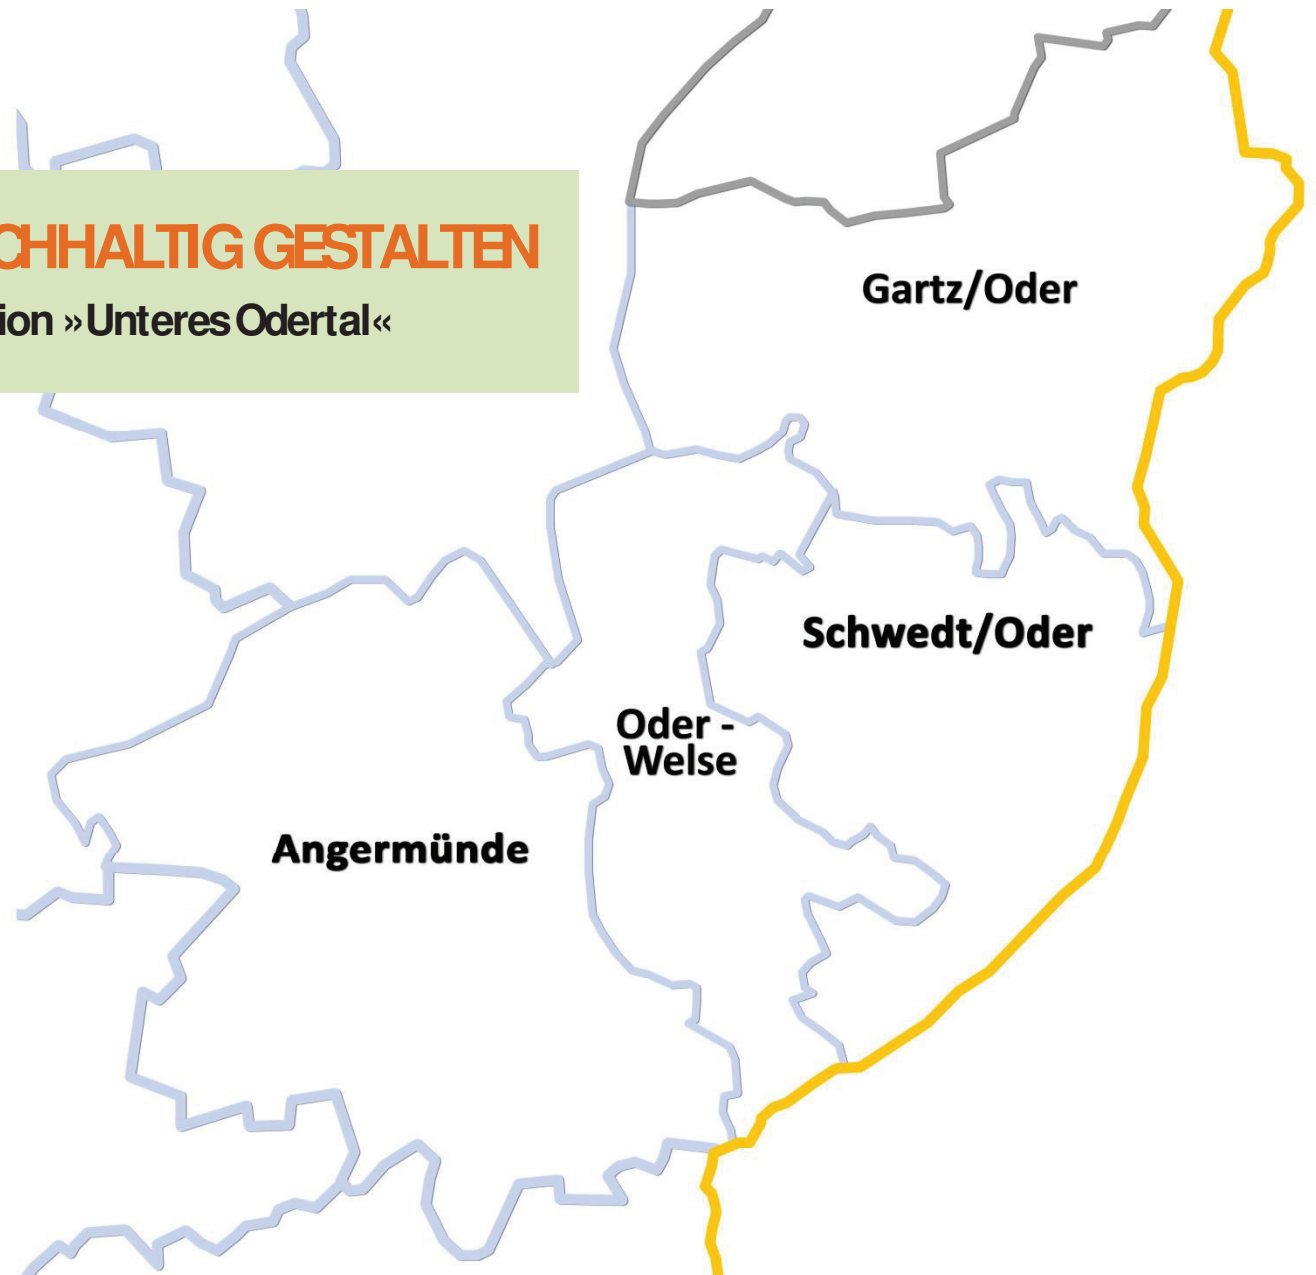 CHHALTIG GESTALTEN
ion »Unteres Odertal«
Gartz/Oder
Schwedt/Oder
Oder -
Welse
Angermünde